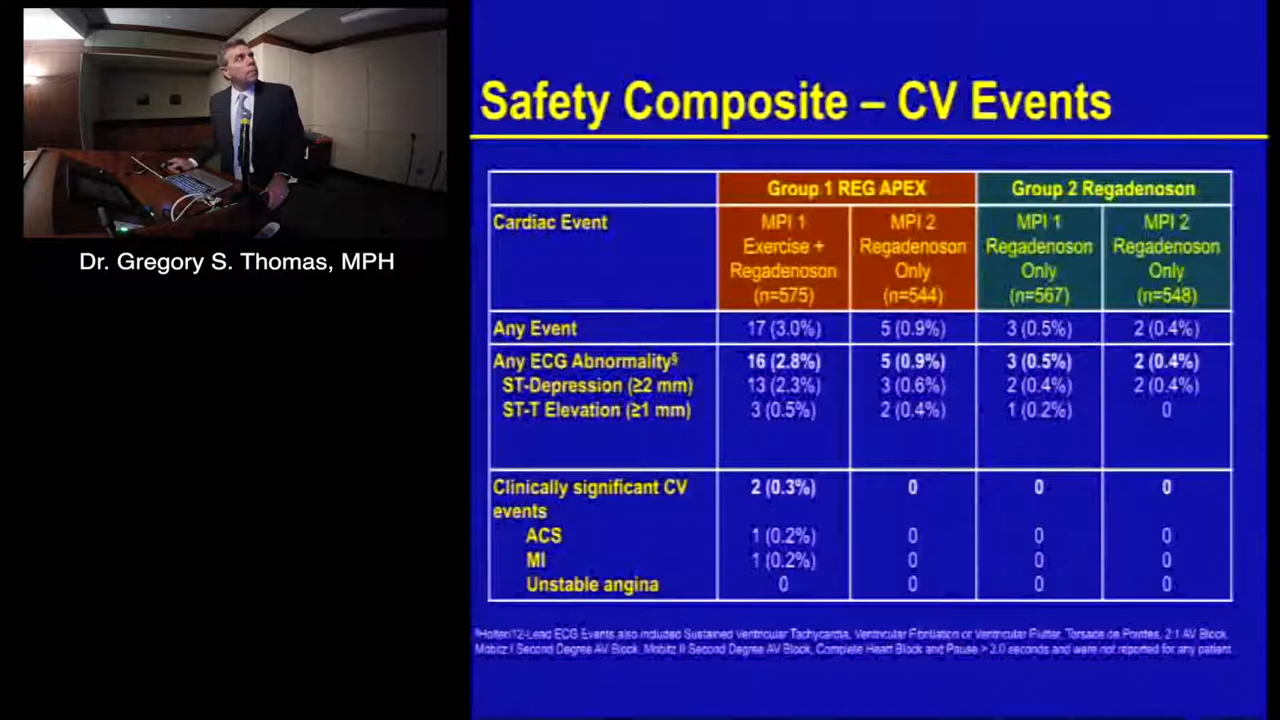 Dr. Gregory S. Thomas, MPH
Safety Composite – CV Events
Group 1 REG APEX
Group 2 Regadenoson
Cardiac Event
MPI 1
Exercise +
Regadenoson
(n=575)
MPI 2
Regadenoson
Only
(n=544)
MPI 1
Regadenoson
Only
(n=567)
MPI 2
Regadenoson
Only
(n=548)
Any Event 17 (3.0%) 5 (0.9%) 3 (0.5%) 2 (0.4%)
Any ECG Abnormality§ 16 (2.8%) 5 (0.9%) 3 (0.5%) 2 (0.4%)
ST-Depression (≥2 mm) 13 (2.3%) 3 (0.6%) 2 (0.4%) 2 (0.4%)
ST-T Elevation (≥1 mm) 3 (0.5%) 2 (0.4%) 1 (0.2%) 0
Clinically significant CV 2 (0.3%) 0 0 0
events
ACS 1 (0.2%) 0 0 0
MI 1 (0.2%) 0 0 0
Unstable angina 0 0 0 0
§Holter/12-Lead ECG Events also included Sustained Ventricular Tachycardia, Ventricular Fibrillation or Ventricular Flutter, Torsade de Pointes, 2:1 AV Block,
Mobitz I Second Degree AV Block, Mobitz II Second Degree AV Block, Complete Heart Block and Pause > 3.0 seconds and were not reported for any patient.